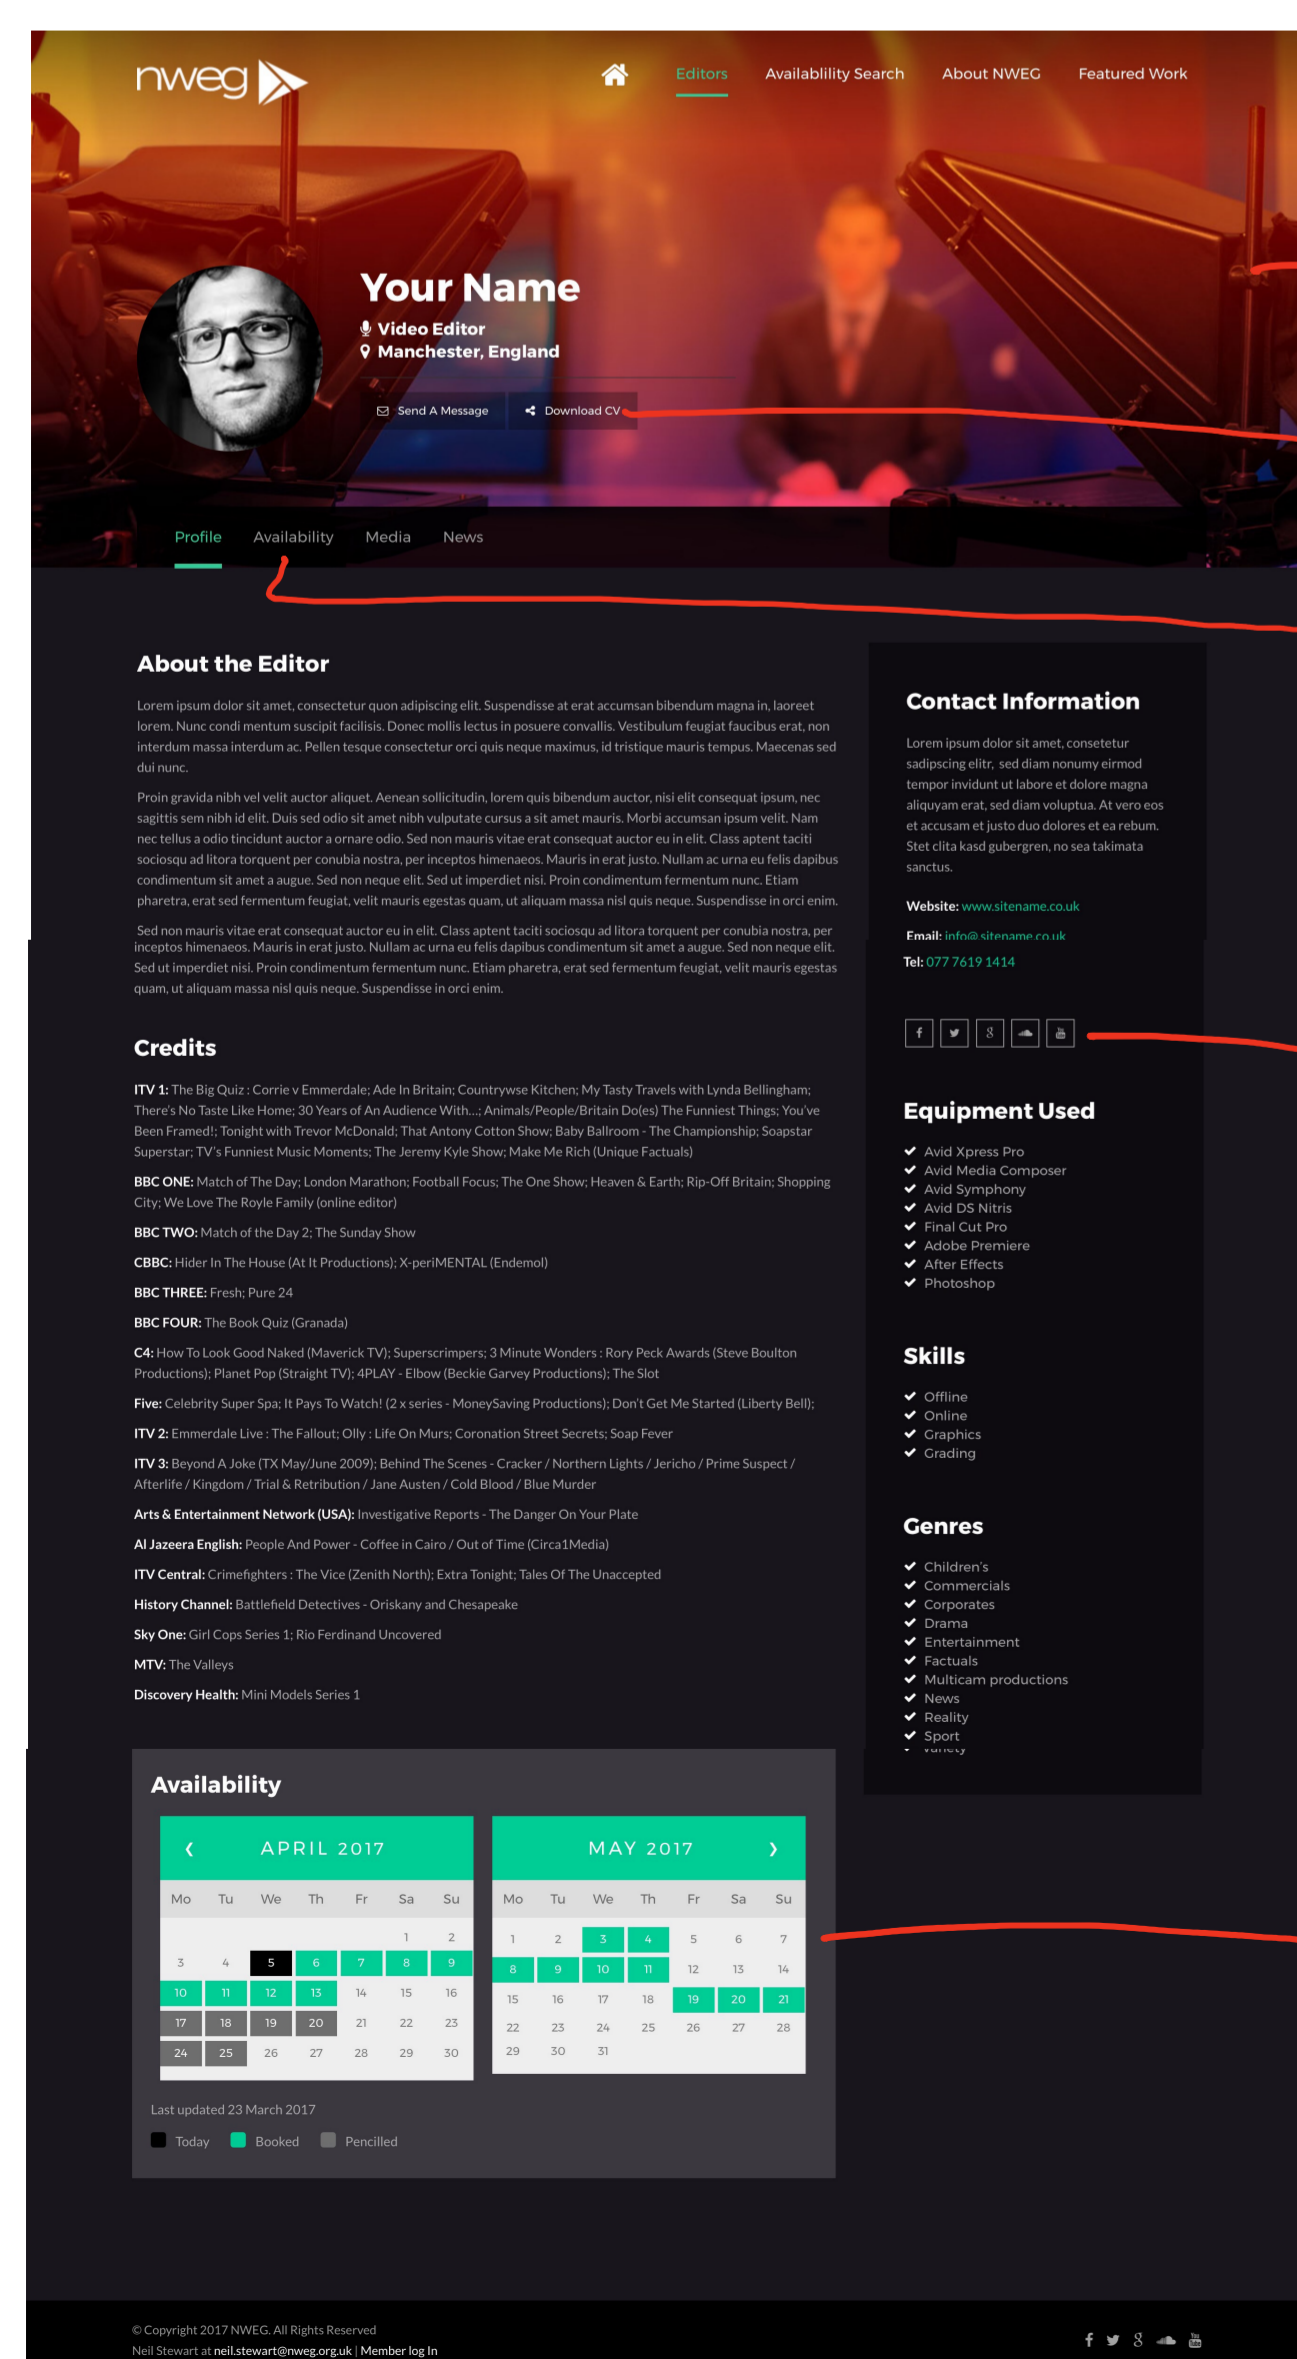 nweg
Editors Availablility Search About NWEG Featured Work
Your Name
Video Editor
Manchester, England
Send A Message Download CV
Profile Availability Media News
About the Editor
Lorem ipsum dolor sit amet, consectetur quon adipiscing elit. Suspendisse at erat accumsan bibendum magna in, laoreet
lorem. Nunc condi mentum suscipit facilisis. Donec mollis lectus in posuere convallis. Vestibulum feugiat faucibus erat, non
interdum massa interdum ac. Pellen tesque consectetur orci quis neque maximus, id tristique mauris tempus. Maecenas sed
dui nunc.
Proin gravida nibh vel velit auctor aliquet. Aenean sollicitudin, lorem quis bibendum auctor, nisi elit consequat ipsum, nec
sagittis sem nibh id elit. Duis sed odio sit amet nibh vulputate cursus a sit amet mauris. Morbi accumsan ipsum velit. Nam
nec tellus a odio tincidunt auctor a ornare odio. Sed non mauris vitae erat consequat auctor eu in elit. Class aptent taciti
sociosqu ad litora torquent per conubia nostra, per inceptos himenaeos. Mauris in erat justo. Nullam ac urna eu felis dapibus
condimentum sit amet a augue. Sed non neque elit. Sed ut imperdiet nisi. Proin condimentum fermentum nunc. Etiam
pharetra, erat sed fermentum feugiat, velit mauris egestas quam, ut aliquam massa nisl quis neque. Suspendisse in orci enim.
Sed non mauris vitae erat consequat auctor eu in elit. Class aptent taciti sociosqu ad litora torquent per conubia nostra, per
inceptos himenaeos. Mauris in erat justo. Nullam ac urna eu felis dapibus condimentum sit amet a augue. Sed non neque elit.
Sed ut imperdiet nisi. Proin condimentum fermentum nunc. Etiam pharetra, erat sed fermentum feugiat, velit mauris egestas
quam, ut aliquam massa nisl quis neque. Suspendisse in orci enim.
Credits
ITV 1: The Big Quiz : Corrie v Emmerdale; Ade In Britain; Countrywse Kitchen; My Tasty Travels with Lynda Bellingham;
There's No Taste Like Home; 30 Years of An Audience With...; Animals/People/Britain Do(es) The Funniest Things; You've
Been Framed!; Tonight with Trevor McDonald; That Antony Cotton Show; Baby Ballroom - The Championship; Soapstar
Superstar; TV's Funniest Music Moments; The Jeremy Kyle Show; Make Me Rich (Unique Factuals)
BBC ONE: Match of The Day; London Marathon; Football Focus; The One Show; Heaven & Earth; Rip-Off Britain; Shopping
City; We Love The Royle Family (online editor)
BBC TWO: Match of the Day 2; The Sunday Show
CBBC: Hider In The House (At It Productions); X-periMENTAL (Endemol)
BBC THREE: Fresh; Pure 24
BBC FOUR: The Book Quiz (Granada)
C4: How To Look Good Naked (Maverick TV); Superscrimpers; 3 Minute Wonders : Rory Peck Awards (Steve Boulton
Productions); Planet Pop (Straight TV); 4PLAY - Elbow (Beckie Garvey Productions); The Slot
Five: Celebrity Super Spa; It Pays To Watch! (2 x series - MoneySaving Productions); Don't Get Me Started (Liberty Bell);
ITV 2: Emmerdale Live : The Fallout; Olly : Life On Murs; Coronation Street Secrets; Soap Fever
ITV 3: Beyond A Joke (TX May/June 2009); Behind The Scenes - Cracker / Northern Lights / Jericho / Prime Suspect /
Afterlife / Kingdom / Trial & Retribution / Jane Austen / Cold Blood / Blue Murder
Arts & Entertainment Network (USA): Investigative Reports - The Danger On Your Plate
Al Jazeera English: People And Power - Coffee in Cairo / Out of Time (Circa1Media)
ITV Central: Crimefighters : The Vice (Zenith North); Extra Tonight; Tales Of The Unaccepted
History Channel: Battlefield Detectives - Oriskany and Chesapeake
Sky One: Girl Cops Series 1; Rio Ferdinand Uncovered
MTV: The Valleys
Discovery Health: Mini Models Series 1
Contact Information
Lorem ipsum dolor sit amet, consetetur
sadipscing elitr, sed diam nonumy eirmod
tempor invidunt ut labore et dolore magna
aliquyam erat, sed diam voluptua. At vero eos
et accusam et justo duo dolores et ea rebum.
Stet clita kasd gubergren, no sea takimata
sanctus.
Website: www.sitename.co.uk
Email: info@sitename.co.uk
Tel: 077 7619 1414
Equipment Used
Avid Xpress Pro
Avid Media Composer
Avid Symphony
Avid DS Nitris
Final Cut Pro
Adobe Premiere
After Effects
Photoshop
Skills
Offline
Online
Graphics
Grading
Genres
Children's
Commercials
Corporates
Drama
Entertainment
Factuals
Multicam productions
News
Reality
Sport
Variety
Availability
APRIL 2017
Mo Tu We Th Fr Sa Su
1 2
3 4 5 6 7 8 9
10 11 12 13 14 15 16
17 18 19 20 21 22 23
24 25 26 27 28 29 30
MAY 2017
Mo Tu We Th Fr Sa Su
1 2 3 4 5 6 7
8 9 10 11 12 13 14
15 16 17 18 19 20 21
22 23 24 25 26 27 28
29 30 31
Last updated 23 March 2017
Today Booked Pencilled
© Copyright 2017 NWEG. All Rights Reserved
Neil Stewart at neil.stewart@nweg.org.uk | Member log In